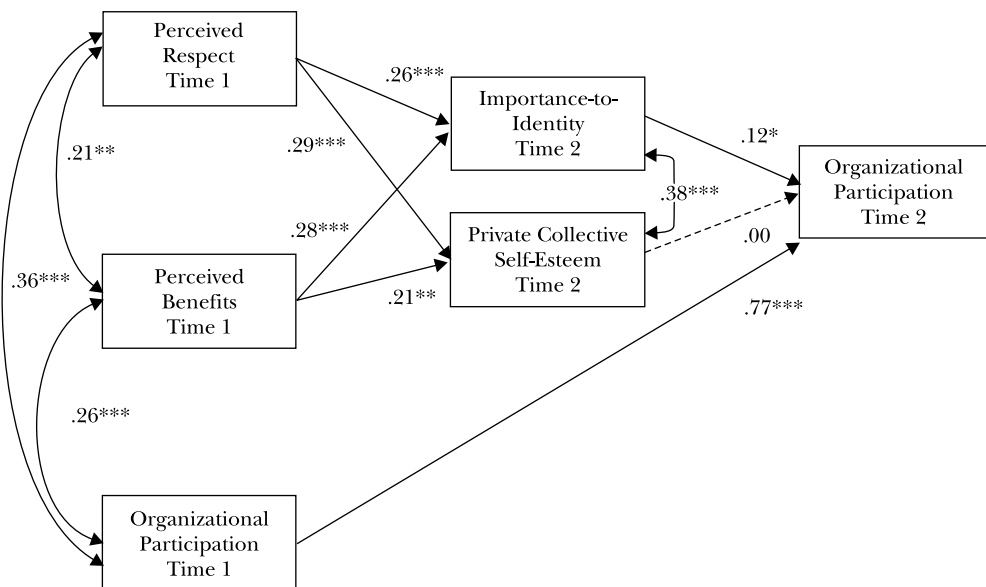 Perceived
Respect
Time 1
.26***
Importance-to-
Identity
Time 2
.12*
.21**
.29***
Organizational
Participation
Time 2
.38***
.28***
Private Collective
Self-Esteem
Time 2
.00
.36***
Perceived
Benefits
Time 1
.21**
.77***
.26***
Organizational
Participation
Time 1